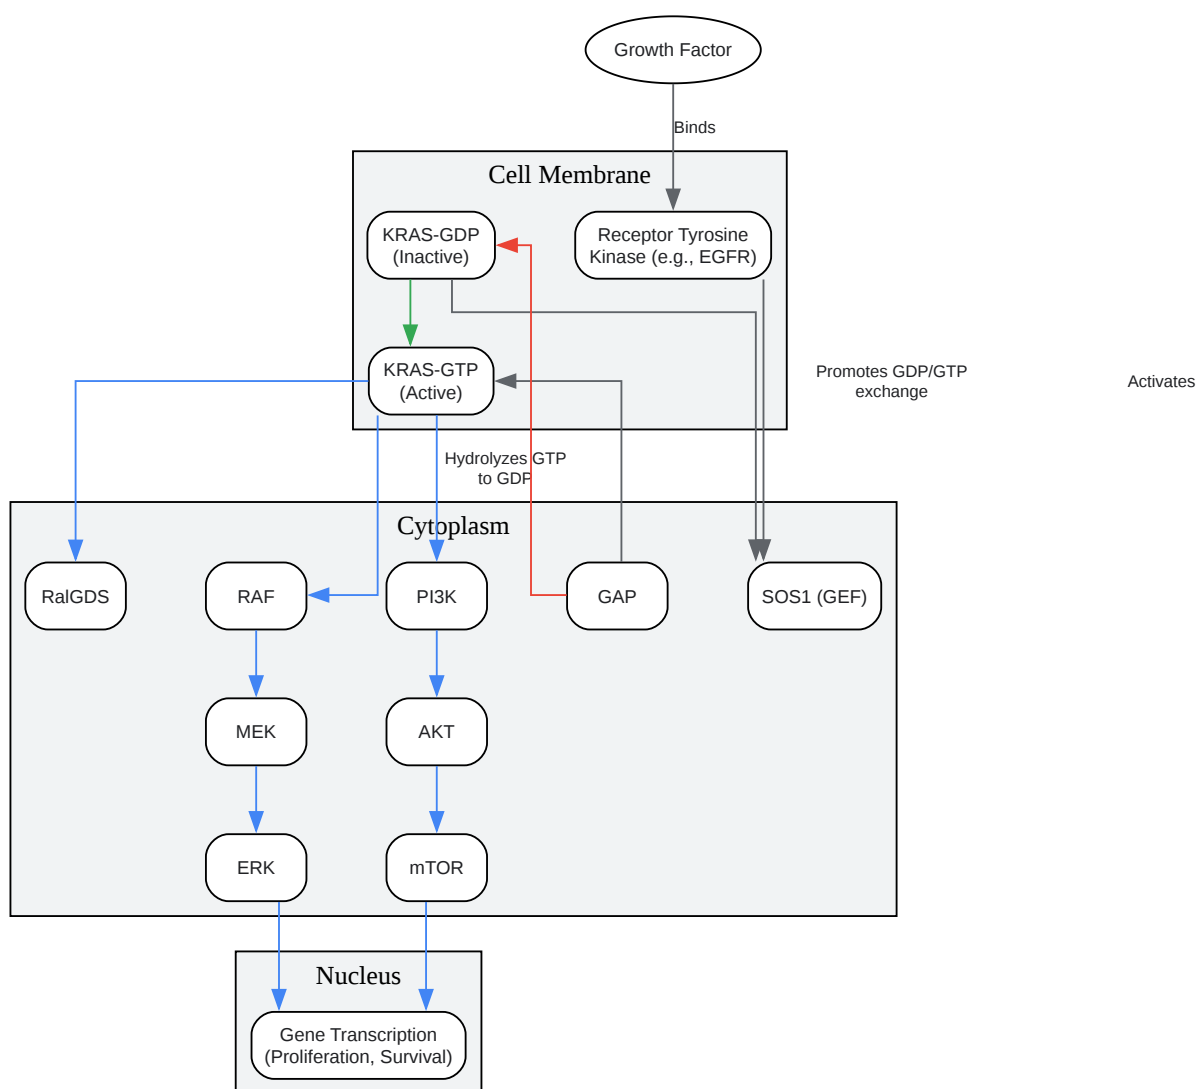 Growth Factor
Binds
Cell Membrane
KRAS-GDP
(Inactive)
Receptor Tyrosine
Kinase (e.g., EGFR)
KRAS-GTP
(Active)
Promotes GDP/GTP
exchange
Activates
Hydrolyzes GTP
to GDP
Cytoplasm
RalGDS
RAF
PI3K
GAP
SOS1 (GEF)
MEK
AKT
ERK
mTOR
Nucleus
Gene Transcription
(Proliferation, Survival)